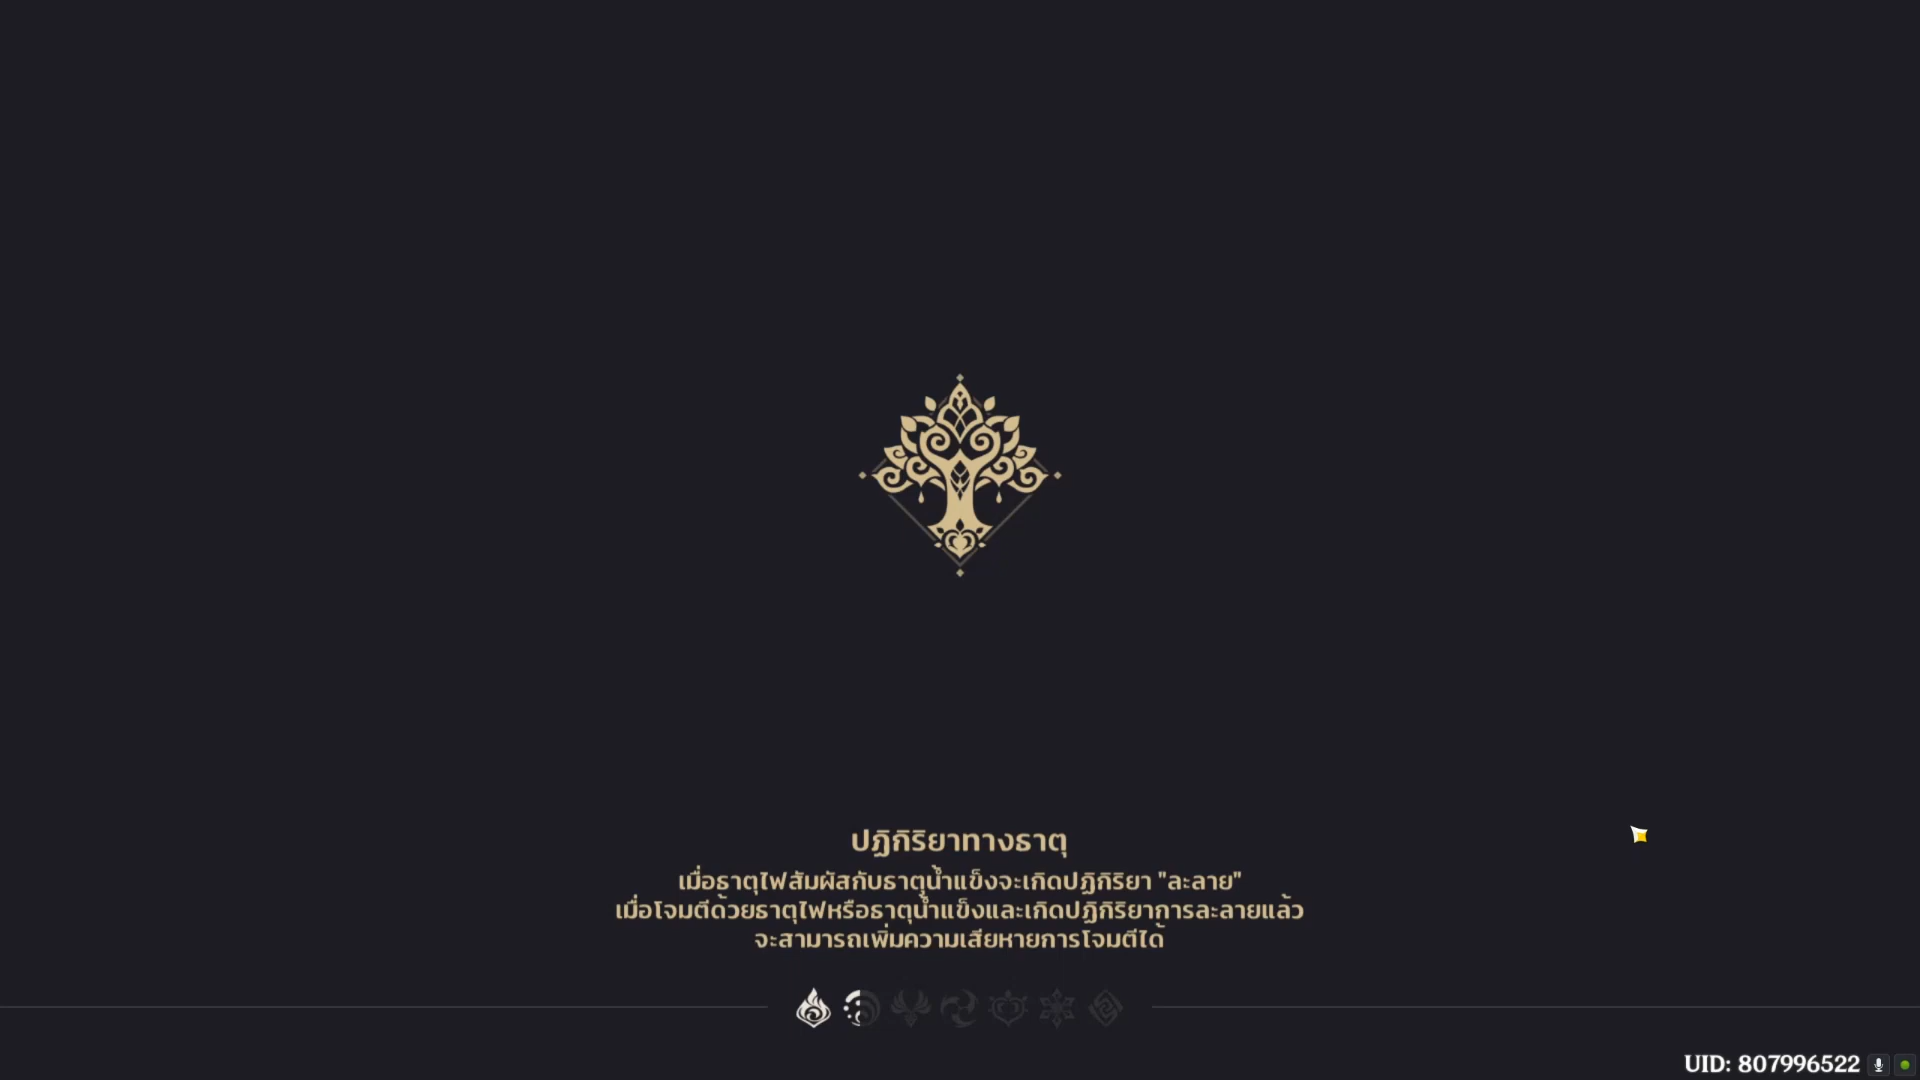 ปฏิกิริยาทางธาตุ
เมื่อธาตุไฟสัมผัสกับธาตุน้ำแข็งจะเกิดปฏิกิริยา "ละลาย"
เมื่อโจมตีด้วยธาตุไฟหรือธาตุน้ำแข็งและเกิดปฏิกิริยาการละลายแล้ว
จะสามารถเพิ่มความเสียหายการโจมตีได้
UID: 807996522